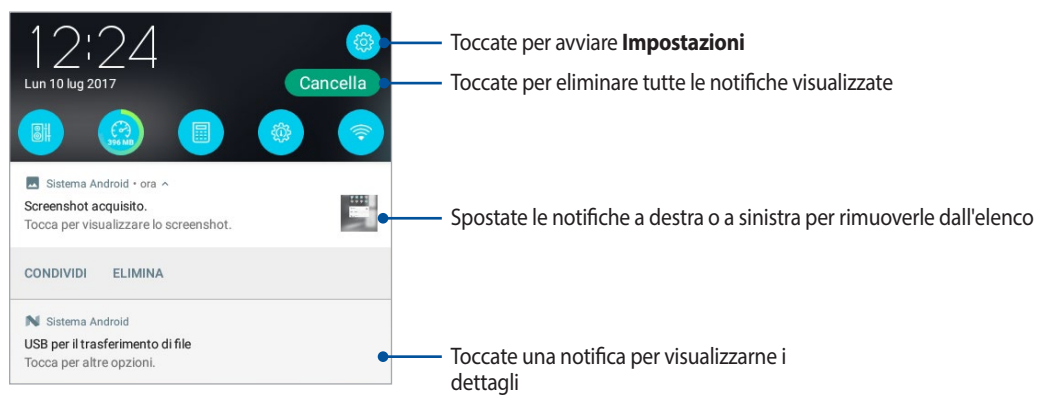 12:24
Lun 10 lug 2017
Cancella
396 MB
Sistema Android • ora ^
Screenshot acquisito.
Tocca per visualizzare lo screenshot.
CONDIVIDI ELIMINA
Sistema Android
USB per il trasferimento di file
Tocca per altre opzioni.
Toccate per avviare Impostazioni
Toccate per eliminare tutte le notifiche visualizzate
Spostate le notifiche a destra o a sinistra per rimuoverle dall'elenco
Toccate una notifica per visualizzarne i
dettagli